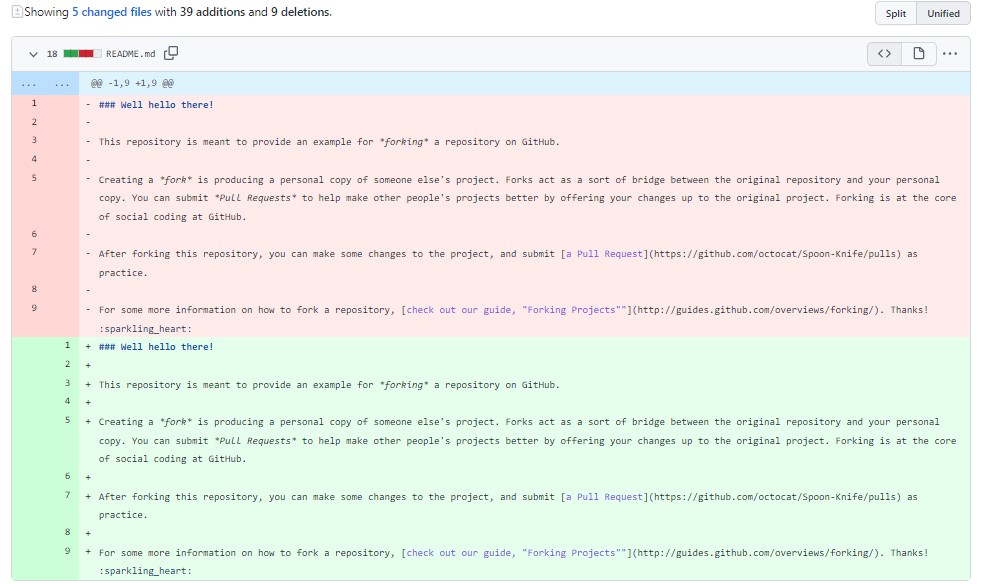 Showing 5 changed files with 39 additions and 9 deletions.
Split Unified
18 README.md
... ... @@ -1,9 +1,9 @@
1 - ### Well hello there!
2 -
3 - This repository is meant to provide an example for *forking* a repository on GitHub.
4 -
5 - Creating a *fork* is producing a personal copy of someone else's project. Forks act as a sort of bridge between the original repository and your personal
copy. You can submit *Pull Requests* to help make other people's projects better by offering your changes up to the original project. Forking is at the core
of social coding at GitHub.
6 -
7 - After forking this repository, you can make some changes to the project, and submit [a Pull Request](https://github.com/octocat/Spoon-Knife/pulls) as
practice.
8 -
9 - For some more information on how to fork a repository, [check out our guide, "Forking Projects""](http://guides.github.com/overviews/forking/). Thanks!
:sparkling_heart:
1 + ### Well hello there!
2 +
3 + This repository is meant to provide an example for *forking* a repository on GitHub.
4 +
5 + Creating a *fork* is producing a personal copy of someone else's project. Forks act as a sort of bridge between the original repository and your personal
copy. You can submit *Pull Requests* to help make other people's projects better by offering your changes up to the original project. Forking is at the core
of social coding at GitHub.
6 +
7 + After forking this repository, you can make some changes to the project, and submit [a Pull Request](https://github.com/octocat/Spoon-Knife/pulls) as
practice.
8 +
9 + For some more information on how to fork a repository, [check out our guide, "Forking Projects""](http://guides.github.com/overviews/forking/). Thanks!
:sparkling_heart: